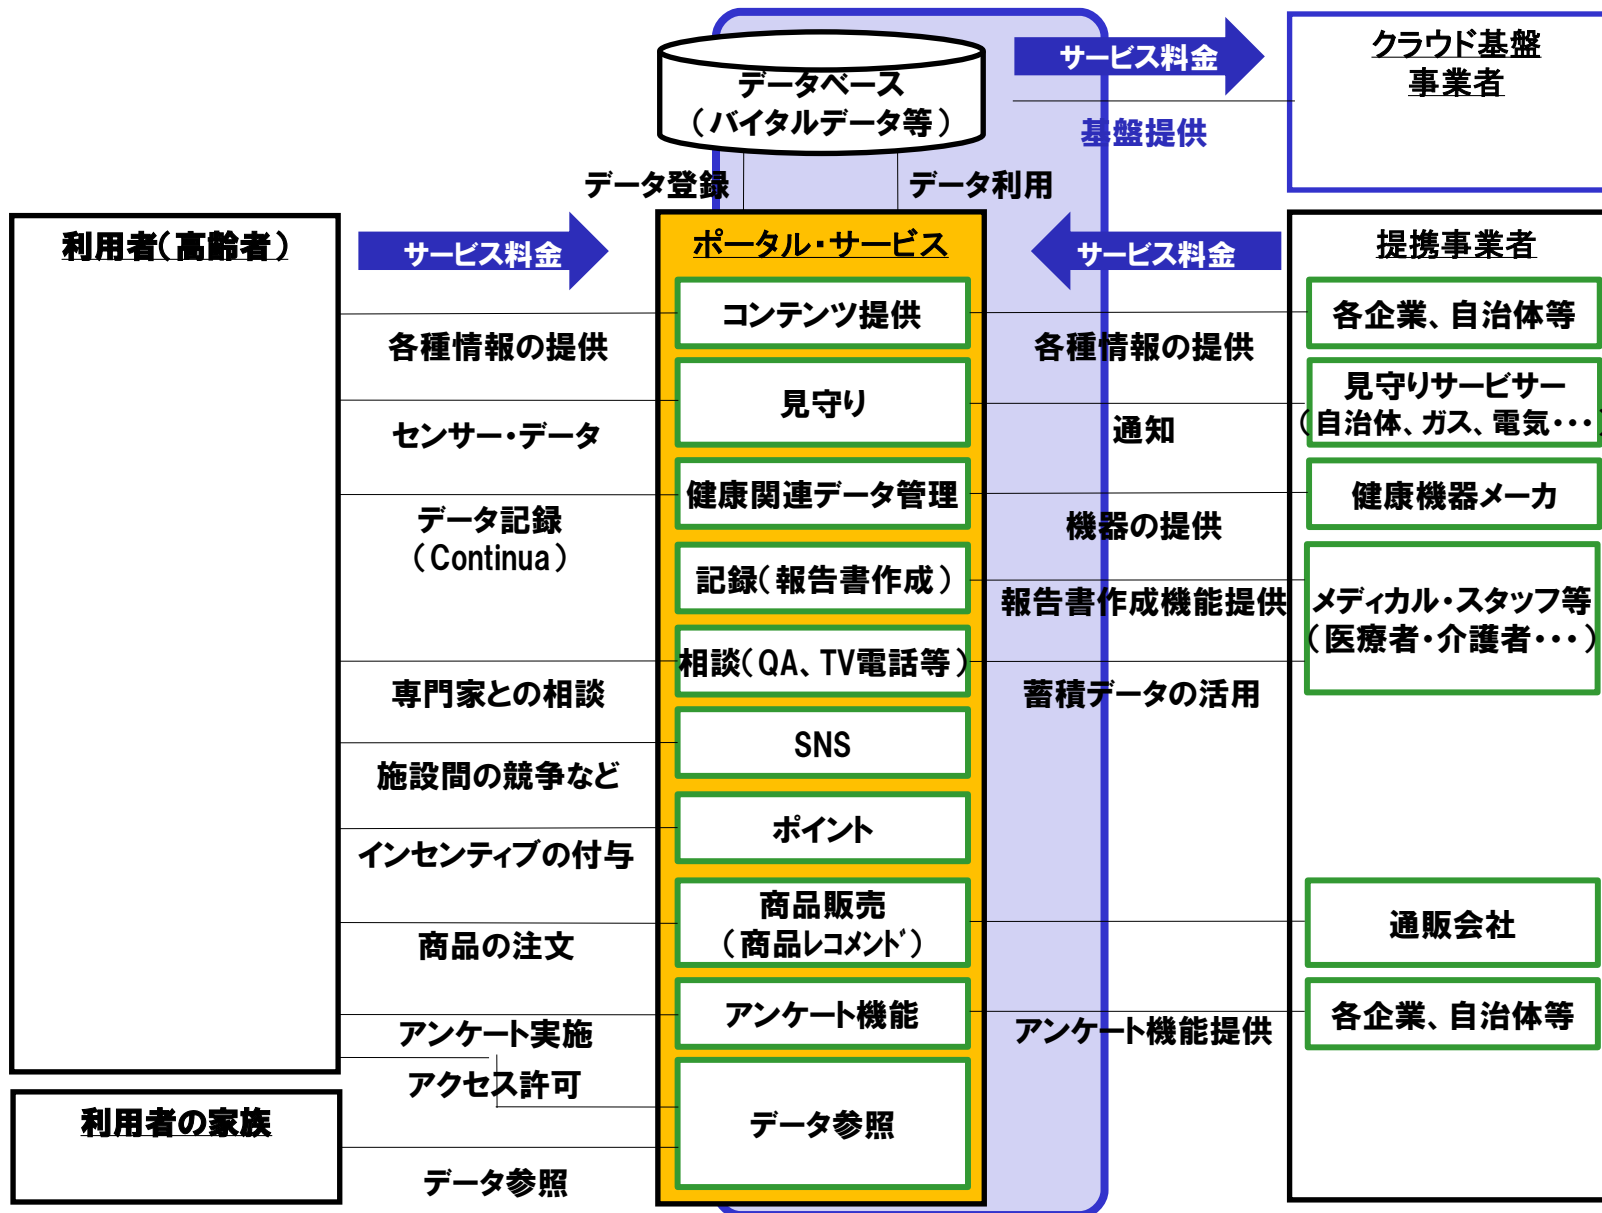 データベース
（バイタルデータ等）
サービス料金
基盤提供
クラウド基盤
事業者
データ登録
データ利用
利用者（高齢者）
サービス料金
ポータル・サービス
サービス料金
提携事業者
各種情報の提供
コンテンツ提供
各種情報の提供
各企業、自治体等
センサー・データ
見守り
通知
見守りサービサー
（自治体、ガス、電気・・・）
データ記録
（Continua）
健康関連データ管理
機器の提供
健康機器メーカ
記録（報告書作成）
報告書作成機能提供
メディカル・スタッフ等
（医療者・介護者・・・）
専門家との相談
相談（QA、TV電話等）
蓄積データの活用
施設間の競争など
SNS
インセンティブの付与
ポイント
商品の注文
商品販売
（商品レコメンﾄﾞ）
通販会社
アンケート実施
アンケート機能
アンケート機能提供
各企業、自治体等
アクセス許可
利用者の家族
データ参照
データ参照